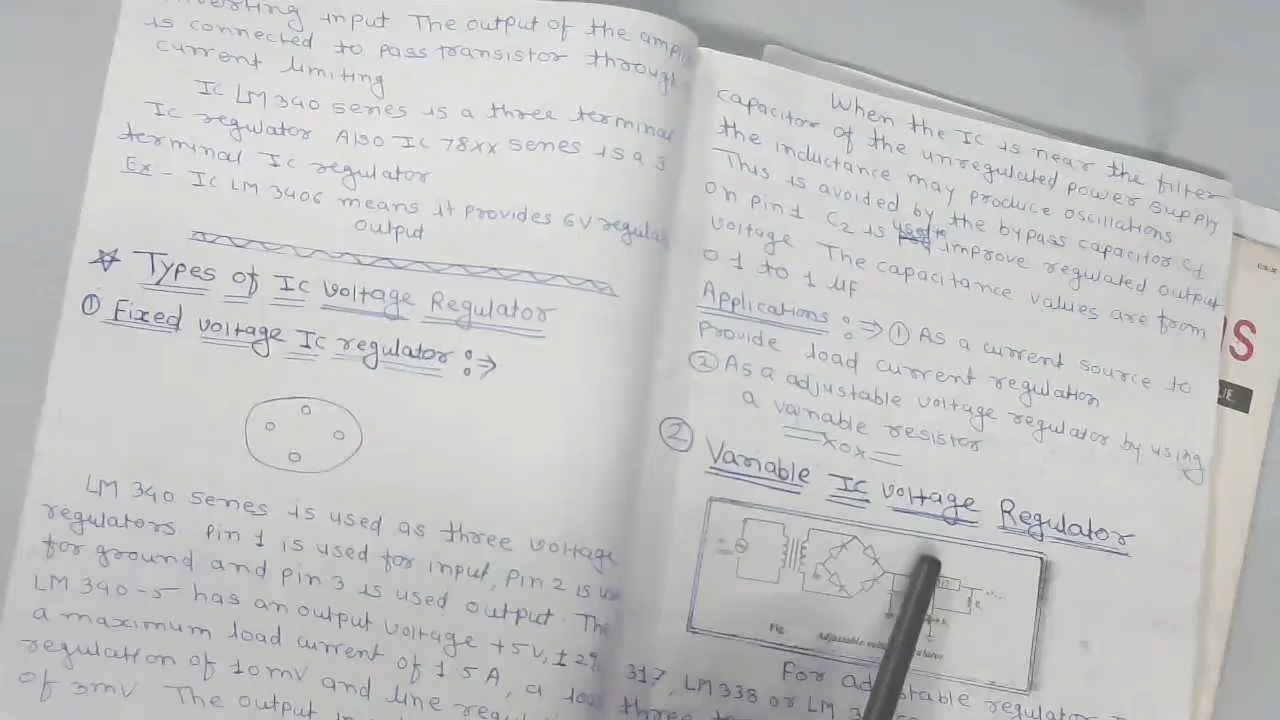 input The output of the
is connected to pass transistor through
current limiting
IC LM 340 series is a three terminal
IC regulator Also IC 78XX series is a 3
terminal IC regulator
Ex - IC LM 3406 means it provides 6V
output
Types of IC voltage Regulator
① Fixed voltage IC regulator :⇒
LM 340 series is used as three voltage
regulators pin 1 is used for input, pin 2 is
for ground and pin 3 is used output. The
LM 340-5 has an output voltage +5V, ±2%
a maximum load current of 1.5 A, a
regulation of 10mV and line
of 3mV The output
When the IC is near the filter
capacitor of the unregulated power supply
the inductance may produce oscillations
This is avoided by the bypass capacitor C1
on pin 1 C2 is used to improve regulated output
voltage The capacitance values are from
0.1 to 1 µF
Applications :⇒ ① As a current source to
provide load current regulation
② As a adjustable voltage regulator by using
a variable resistor
=xox=
② Variable IC voltage Regulator
Fig
For
regulator
317, LM 338 or LM
three
S